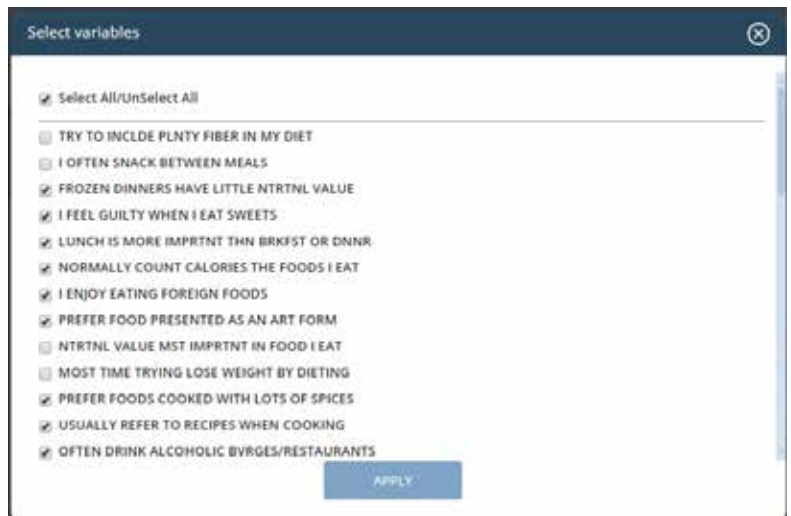 Select variables
Select All/UnSelect All
TRY TO INCLDE PLNTY FIBER IN MY DIET
I OFTEN SNACK BETWEEN MEALS
FROZEN DINNERS HAVE LITTLE NTRTNL VALUE
I FEEL GUILTY WHEN I EAT SWEETS
LUNCH IS MORE IMPRTNT THN BRKFST OR DNNR
NORMALLY COUNT CALORIES THE FOODS I EAT
I ENJOY EATING FOREIGN FOODS
PREFER FOOD PRESENTED AS AN ART FORM
NTRTNL VALUE MST IMPRTNT IN FOOD I EAT
MOST TIME TRYING LOSE WEIGHT BY DIETING
PREFER FOODS COOKED WITH LOTS OF SPICES
USUALLY REFER TO RECIPES WHEN COOKING
OFTEN DRINK ALCOHOLIC BVRGES/RESTAURANTS
APPLY